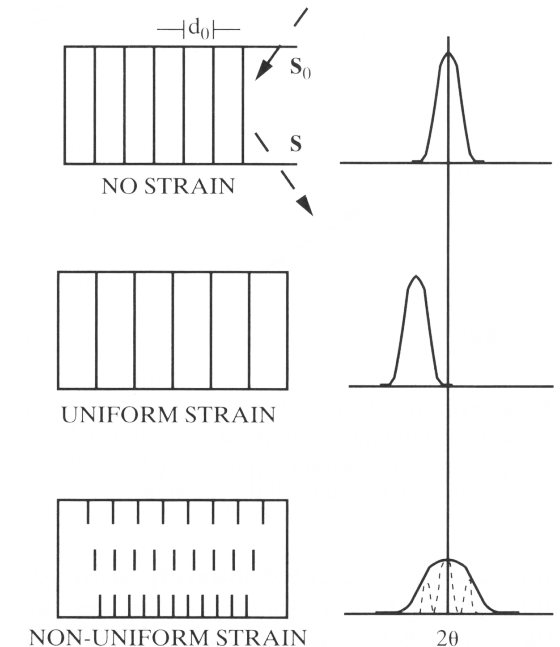 d₀
S₀
S
NO STRAIN
UNIFORM STRAIN
NON-UNIFORM STRAIN
2θ